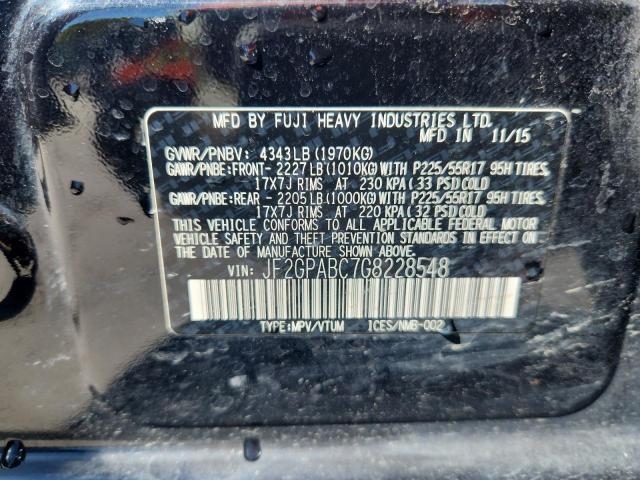 MFD BY FUJI HEAVY INDUSTRIES LTD.
MFD IN 11/15
GVWR/PNBV: 4343LB (1970KG)
GAWR/PNBE:FRONT- 2227LB(1010KG)WITH P225/55R17 95H TIRES,
17X7J RIMS AT 230 KPA (33 PSI) COLD
GAWR/PNBE:REAR - 2205LB(1000KG)WITH P225/55R17 95H TIRES,
17X7J RIMS AT 220 KPA (32 PSI) COLD
THIS VEHICLE CONFORMS TO ALL APPLICABLE FEDERAL MOTOR
VEHICLE SAFETY AND THEFT PREVENTION STANDARDS IN EFFECT ON
THE DATE OF MANUFACTURE SHOWN ABOVE.
VIN: JF2GPABC7G8228548
TYPE:MPV/VTUM ICES/NMB-002